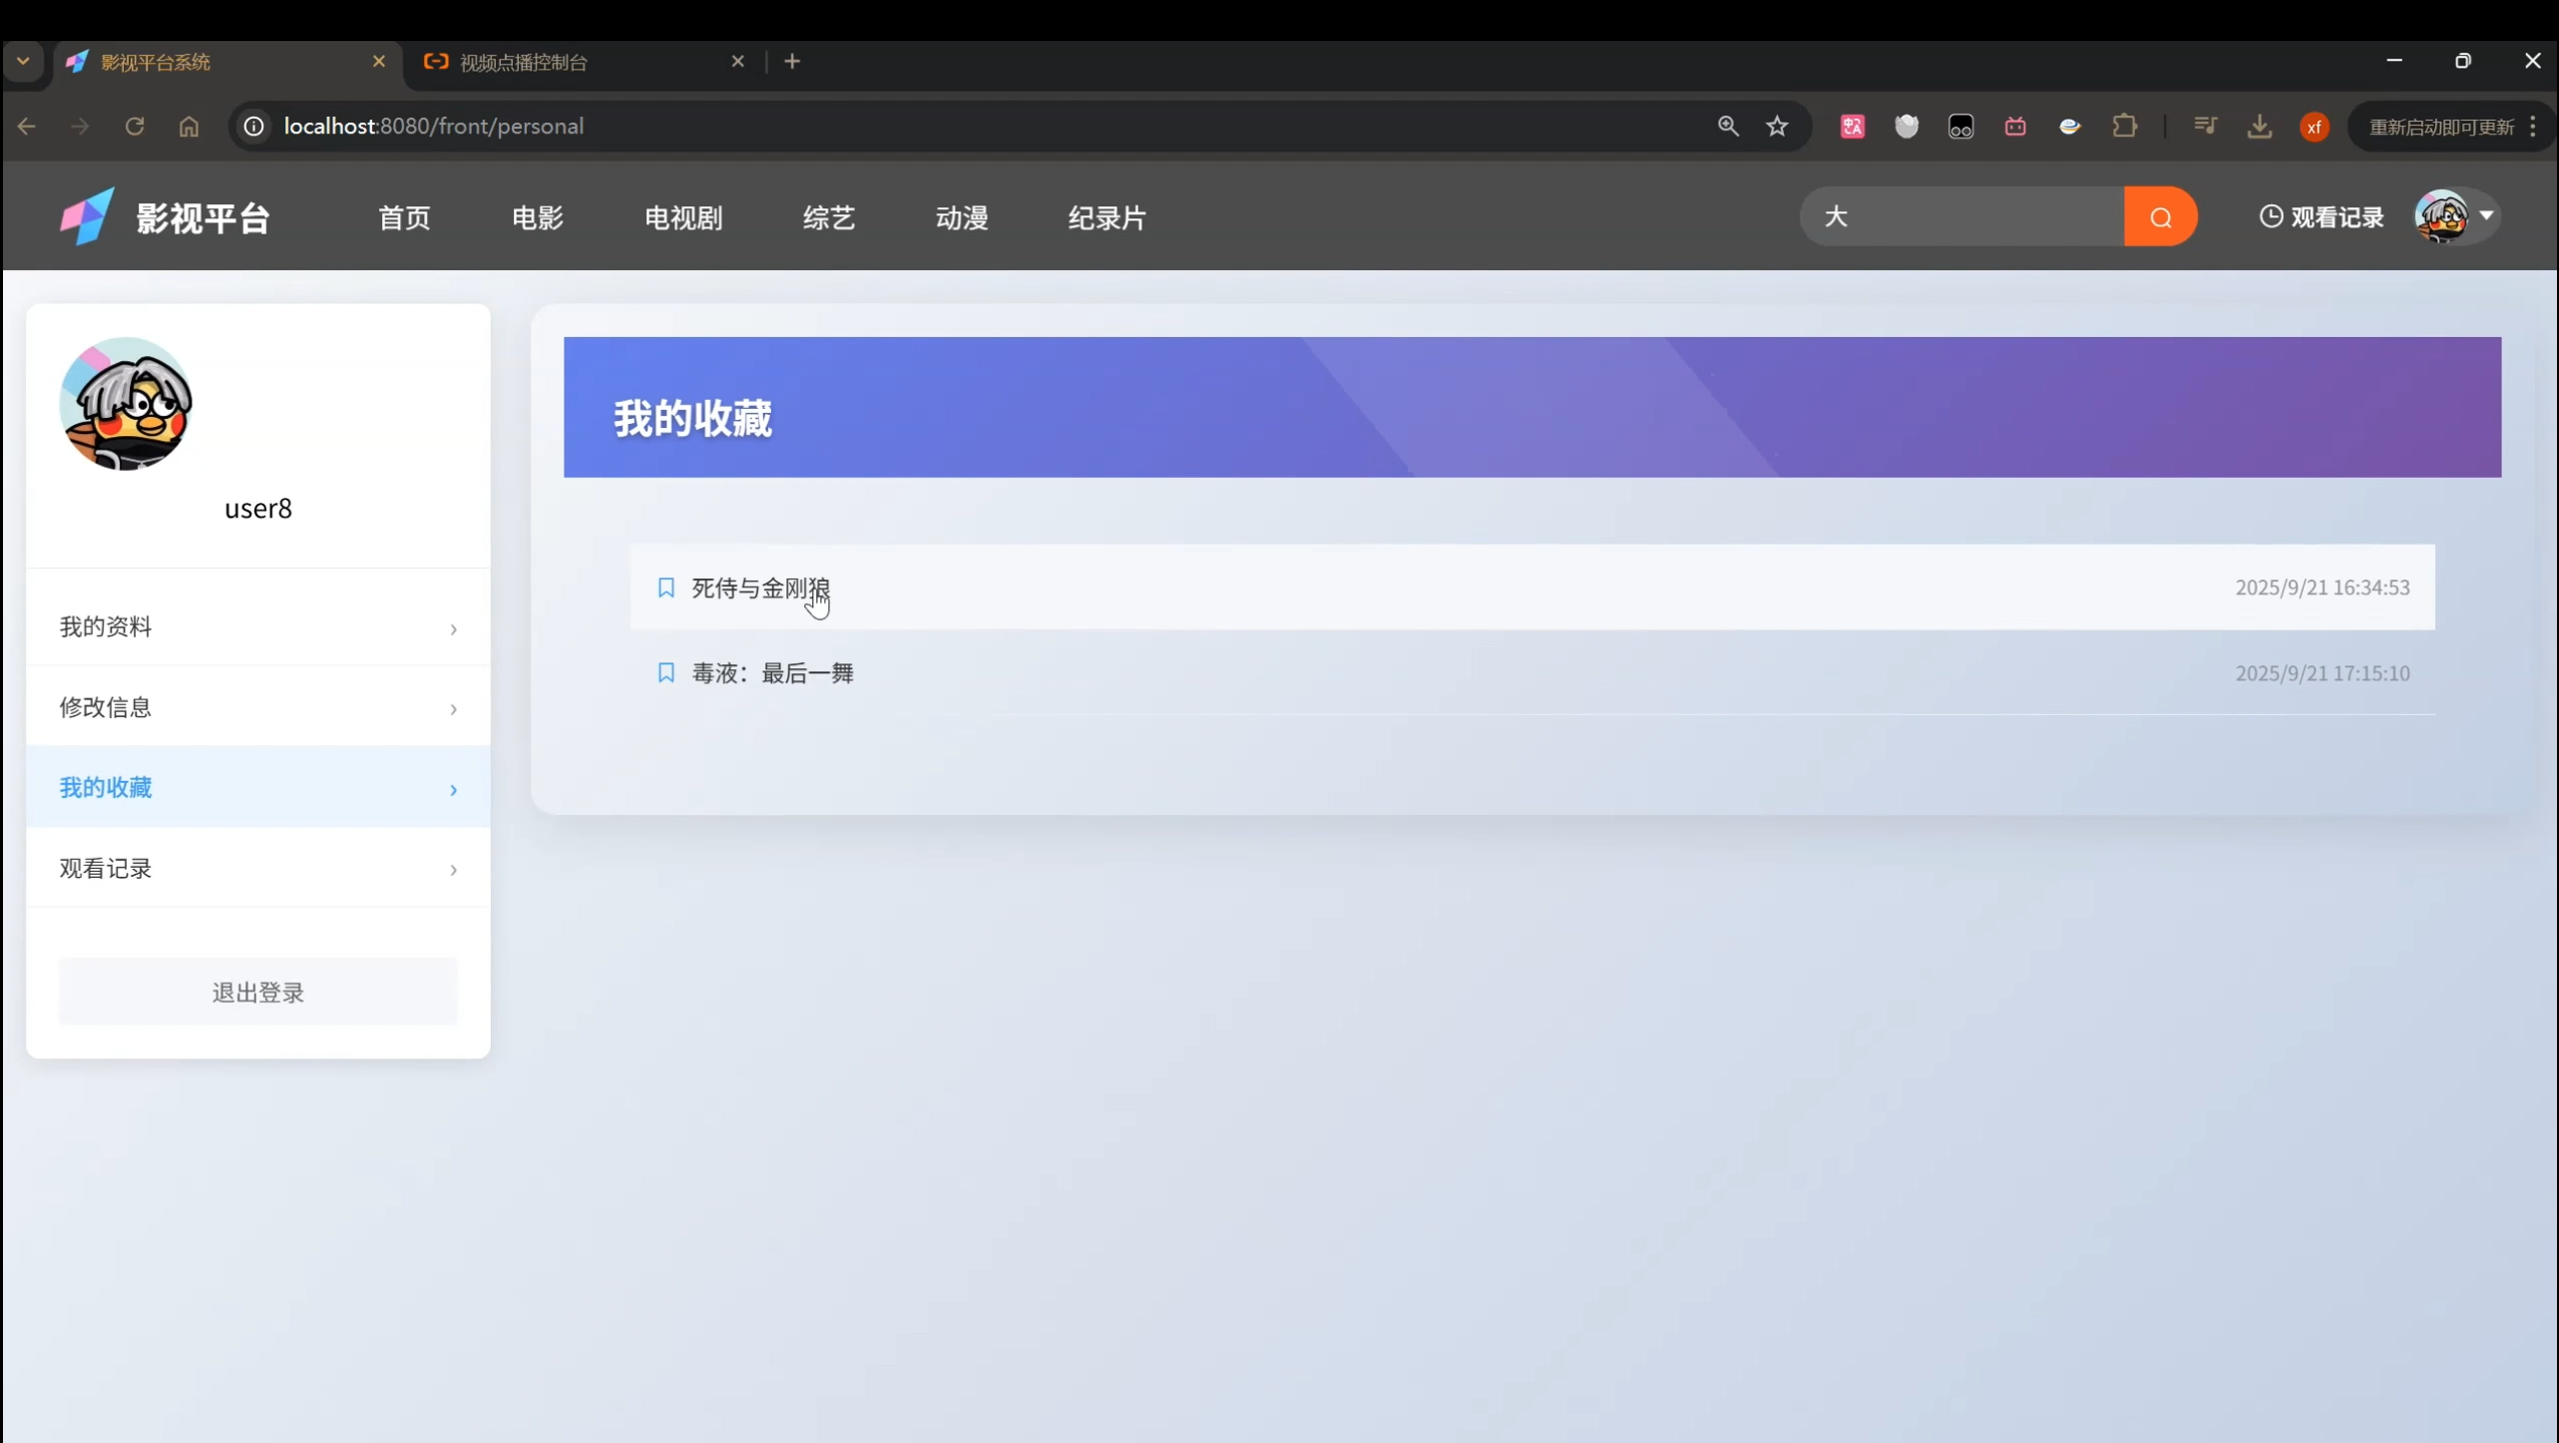 影视平台系统
视频点播控制台
localhost:8080/front/personal
xf
重新启动即可更新
影视平台
首页
电影
电视剧
综艺
动漫
纪录片
大
观看记录
user8
我的资料
修改信息
我的收藏
观看记录
退出登录
我的收藏
死侍与金刚狼 2025/9/21 16:34:53
毒液：最后一舞 2025/9/21 17:15:10